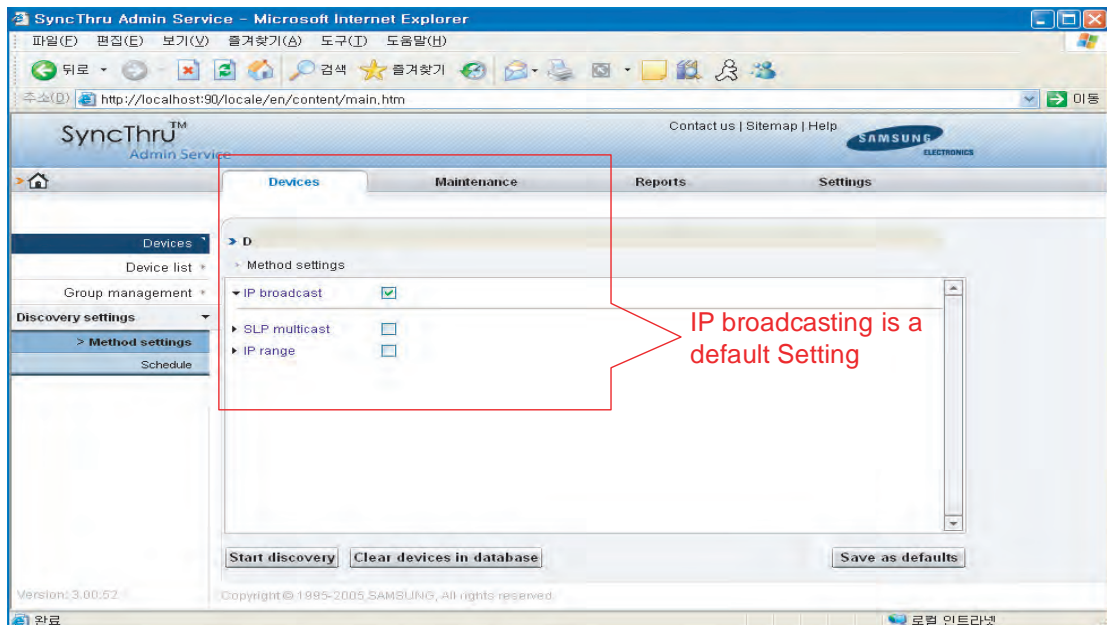 SyncThru Admin Service - Microsoft Internet Explorer
파일(F) 편집(E) 보기(V) 즐겨찾기(A) 도구(T) 도움말(H)
뒤로 검색 즐겨찾기
주소(D) http://localhost:90/locale/en/content/main.htm 이동
SyncThru™
Admin Service
Contact us | Sitemap | Help
SAMSUNG
ELECTRONICS
Devices Maintenance Reports Settings
Devices
Device list
Group management
Discovery settings
> Method settings
Schedule
> D
Method settings
IP broadcast
SLP multicast
IP range
IP broadcasting is a
default Setting
Start discovery Clear devices in database Save as defaults
Version: 3.00:52 Copyright© 1995-2005 SAMSUNG, All rights reserved.
완료 로컬 인트라넷